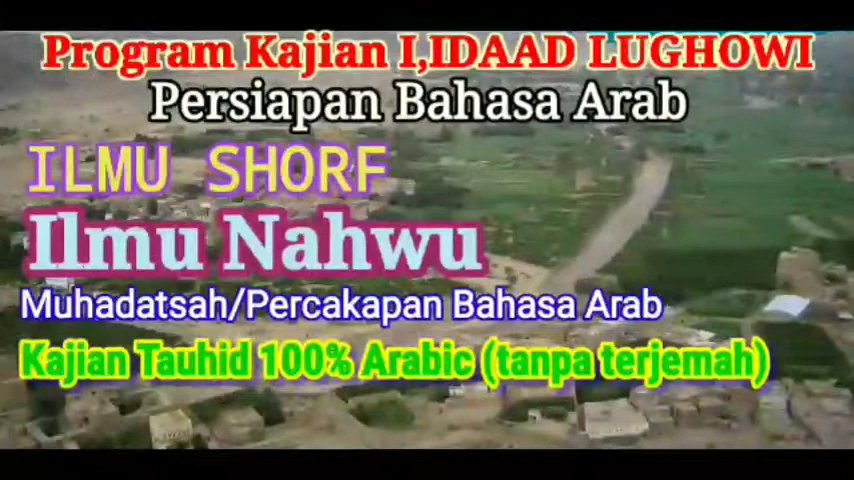 Program Kajian I,IDAAD LUGHOWI
Persiapan Bahasa Arab
ILMU SHORF
Ilmu Nahwu
Muhadatsah/Percakapan Bahasa Arab
Kajian Tauhid 100% Arabic (tanpa terjemah)